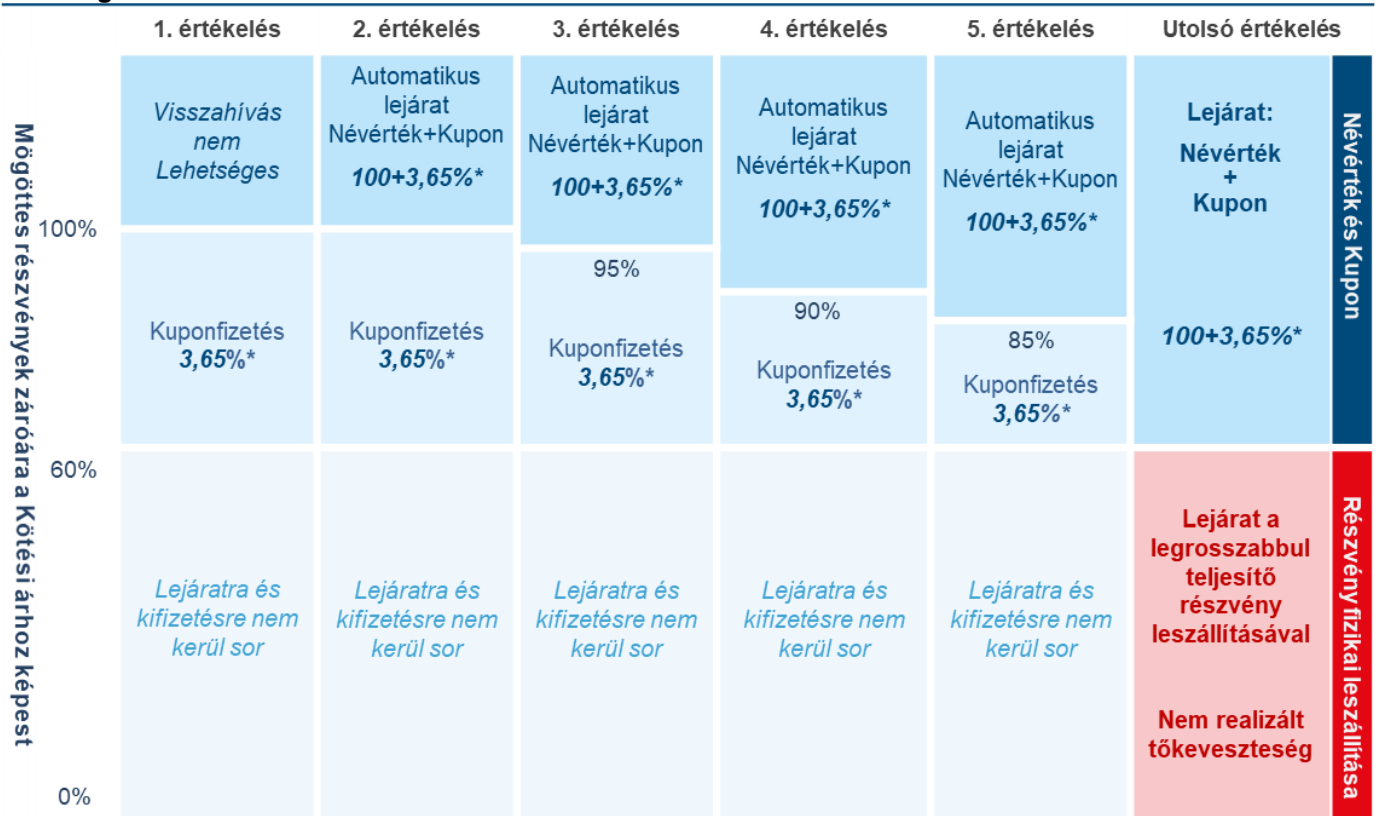 1. értékelés
2. értékelés
3. értékelés
4. értékelés
5. értékelés
Utolsó értékelés
Mögöttes részvények záróára a Kötési árhoz képest
100%
60%
0%
Visszahívás
nem
Lehetséges
Kuponfizetés
3,65%*
Lejáratra és
kifizetésre nem
kerül sor
Automatikus
lejárat
Névérték+Kupon
100+3,65%*
Kuponfizetés
3,65%*
Lejáratra és
kifizetésre nem
kerül sor
Automatikus
lejárat
Névérték+Kupon
100+3,65%*
95%
Kuponfizetés
3,65%*
Lejáratra és
kifizetésre nem
kerül sor
Automatikus
lejárat
Névérték+Kupon
100+3,65%*
90%
Kuponfizetés
3,65%*
Lejáratra és
kifizetésre nem
kerül sor
Automatikus
lejárat
Névérték+Kupon
100+3,65%*
85%
Kuponfizetés
3,65%*
Lejáratra és
kifizetésre nem
kerül sor
Lejárat:
Névérték
+
Kupon
100+3,65%*
Lejárat a
legrosszabbul
teljesítő
részvény
leszállításával
Nem realizált
tőkeveszteség
Névérték és Kupon
Részvény fizikai leszállítása